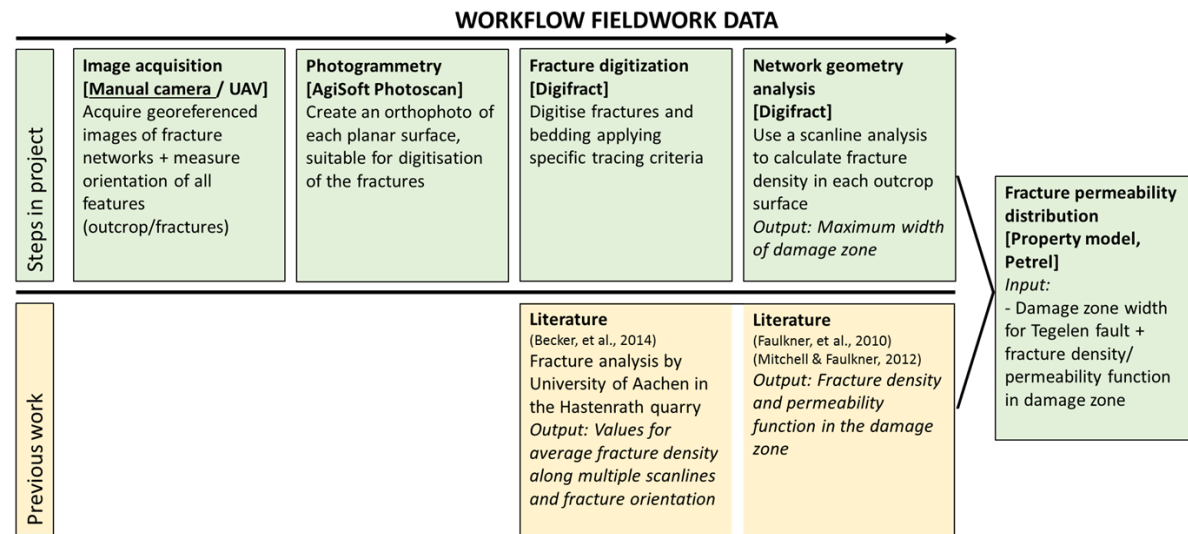 WORKFLOW FIELDWORK DATA
Steps in project
Image acquisition
[Manual camera / UAV]
Acquire georeferenced
images of fracture
networks + measure
orientation of all
features
(outcrop/fractures)
Photogrammetry
[AgiSoft Photoscan]
Create an orthophoto of
each planar surface,
suitable for digitisation
of the fractures
Fracture digitization
[Digifract]
Digitise fractures and
bedding applying
specific tracing criteria
Network geometry
analysis
[Digifract]
Use a scanline analysis
to calculate fracture
density in each outcrop
surface
Output: Maximum width
of damage zone
Previous work
Literature
(Becker, et al., 2014)
Fracture analysis by
University of Aachen in
the Hastenrath quarry
Output: Values for
average fracture density
along multiple scanlines
and fracture orientation
Literature
(Faulkner, et al., 2010)
(Mitchell & Faulkner, 2012)
Output: Fracture density
and permeability
function in the damage
zone
Fracture permeability
distribution
[Property model,
Petrel]
Input:
- Damage zone width
for Tegelen fault +
fracture density/
permeability function
in damage zone